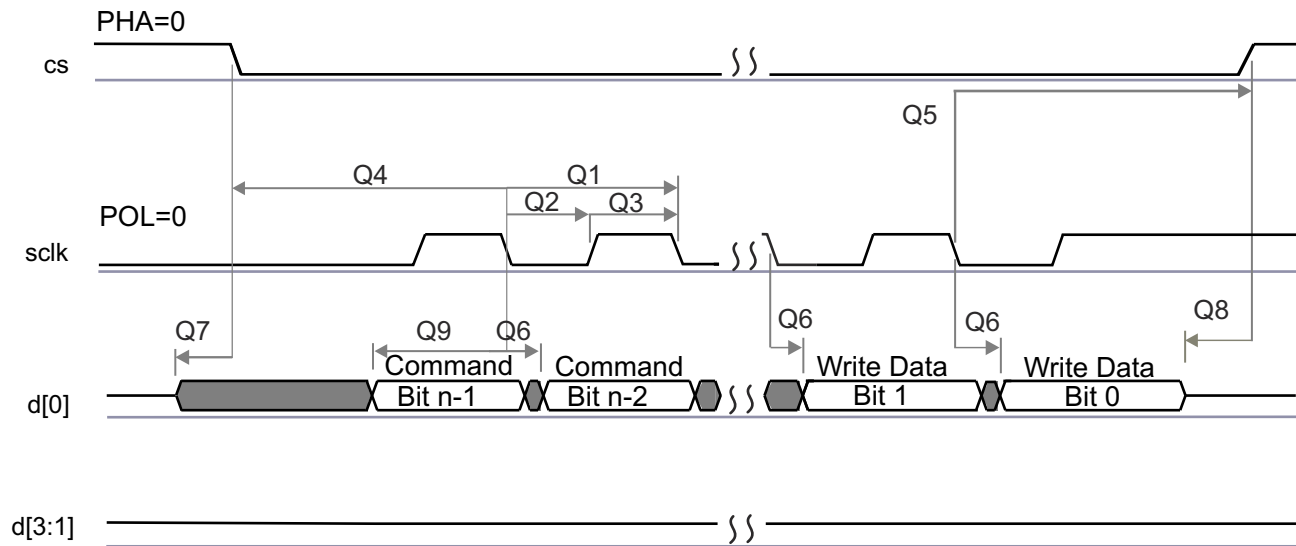 PHA=0
cs
Q5
Q4 Q1
Q2 Q3
POL=0
sclk
Q7 Q9 Q6 Q6 Q6 Q8
Command Command Write Data Write Data
d[0] Bit n-1 Bit n-2 Bit 1 Bit 0
d[3:1]